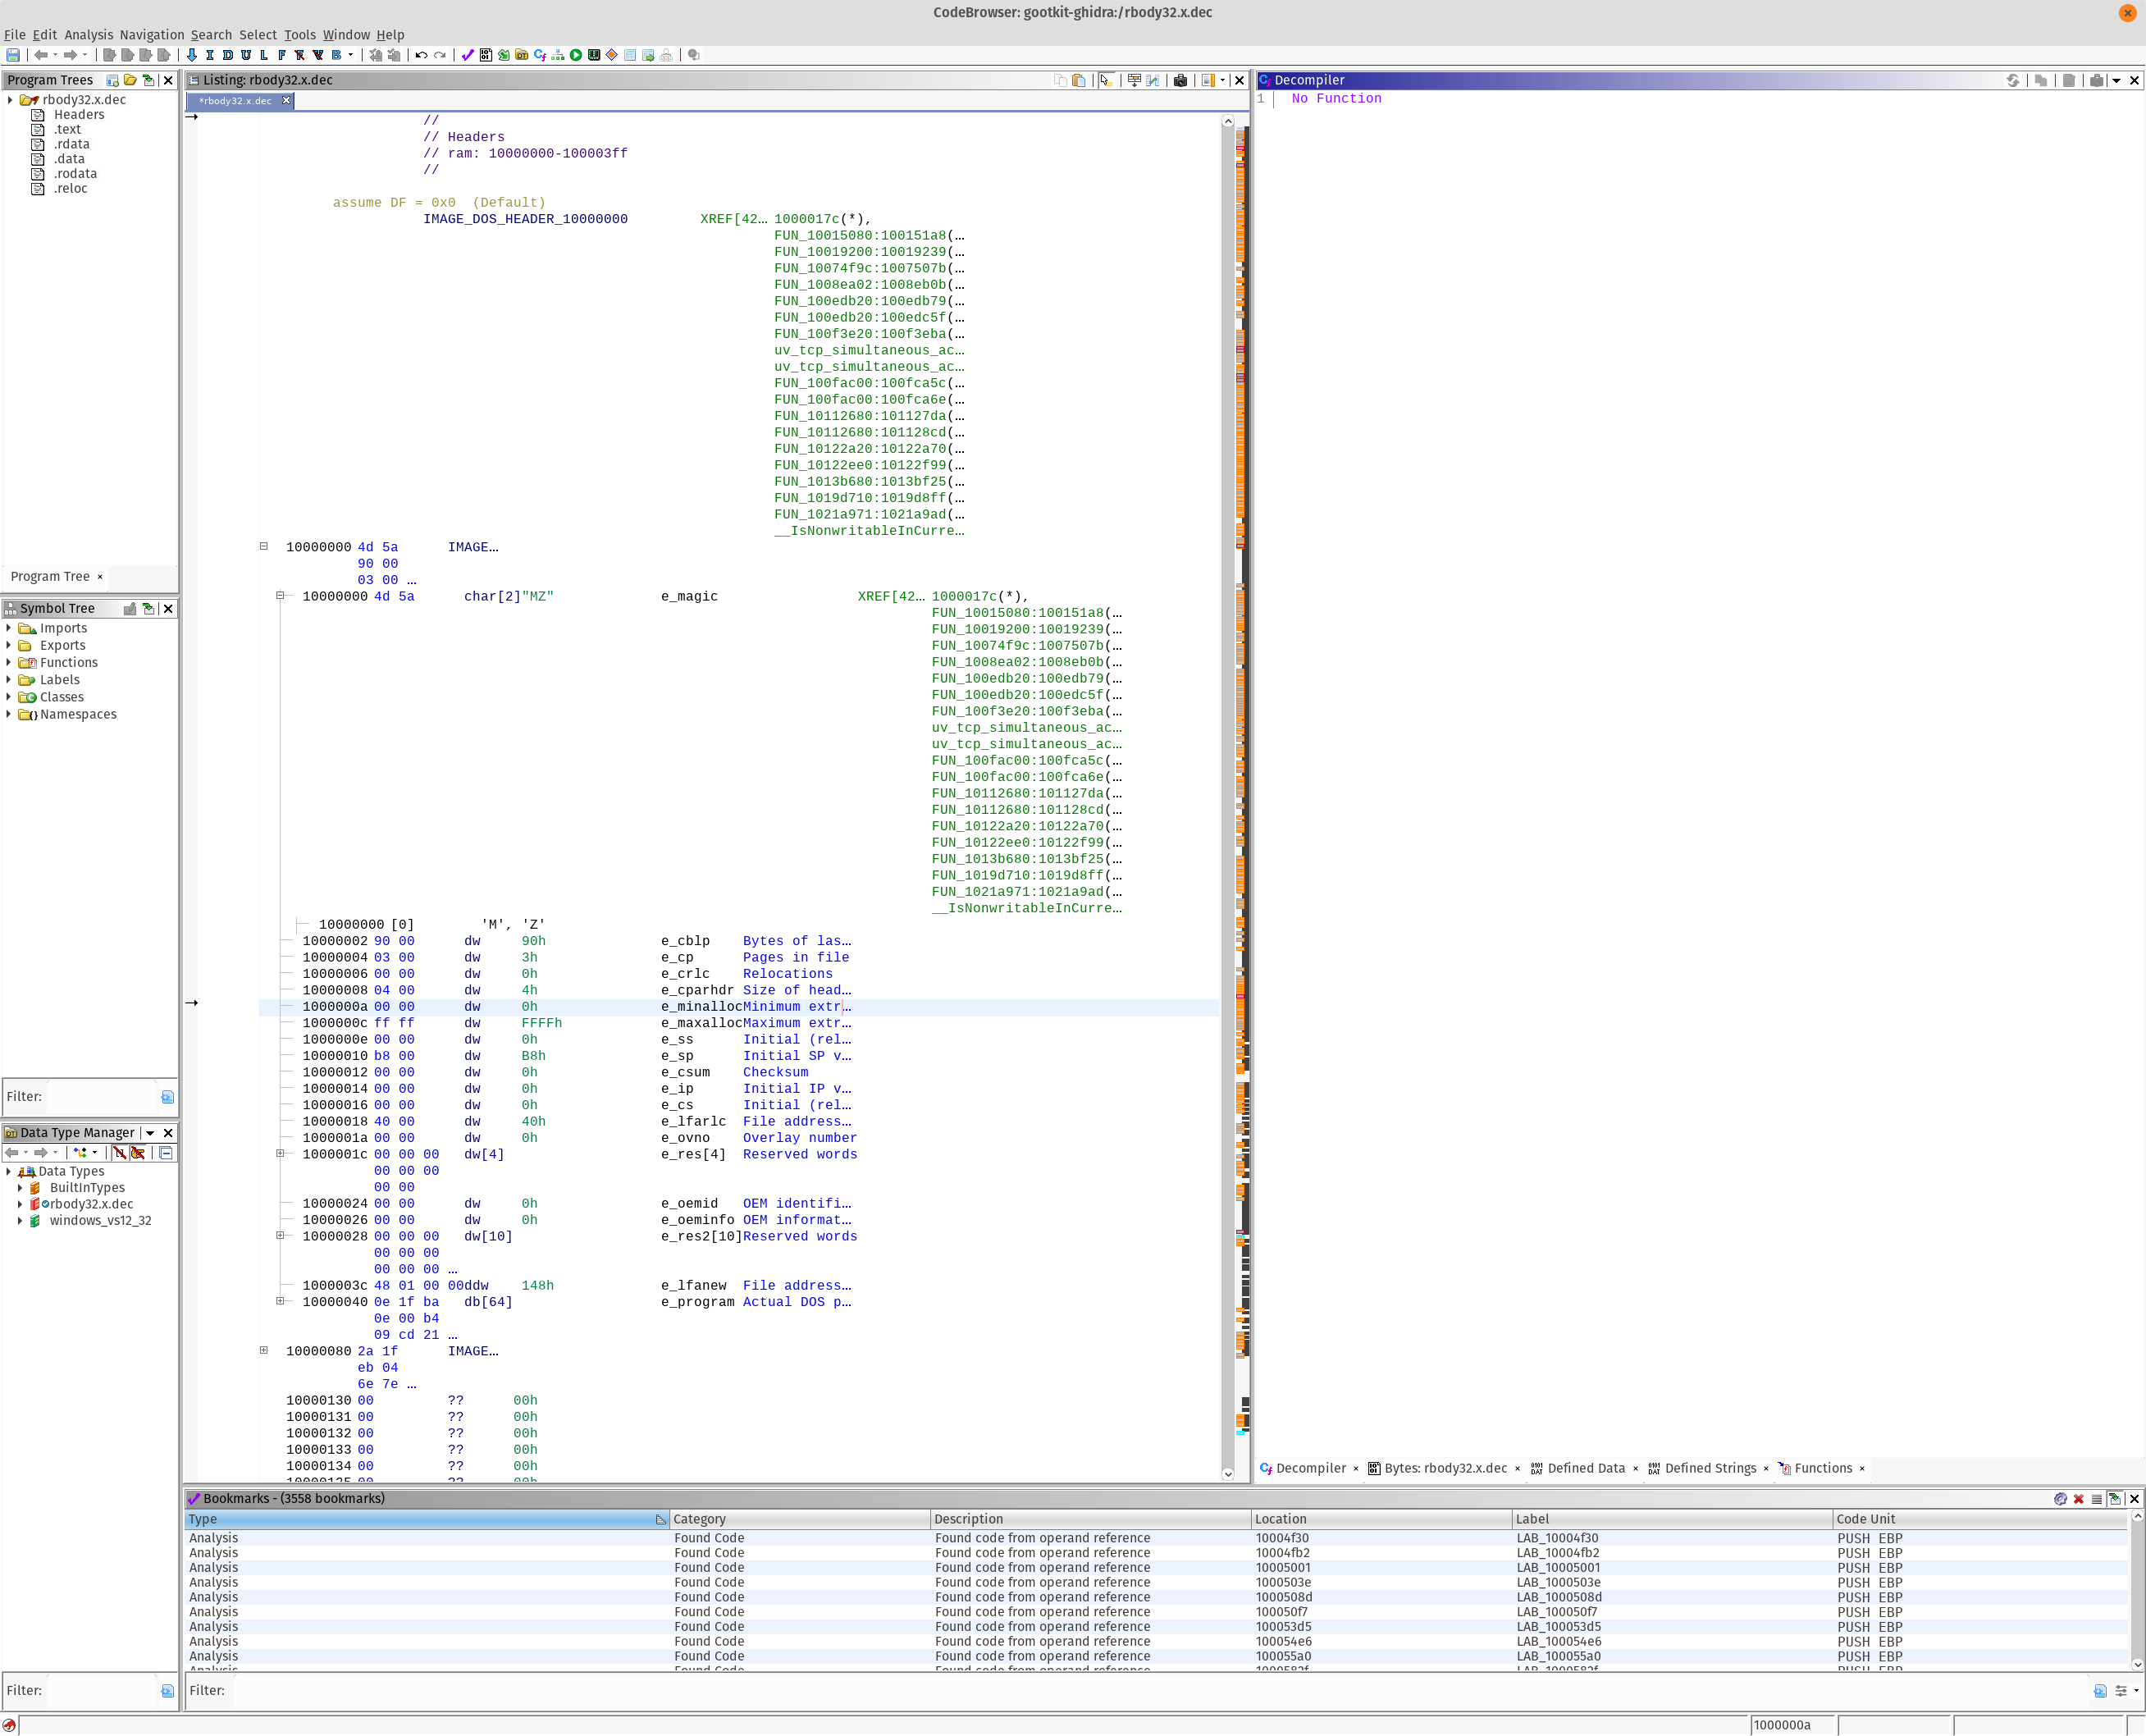 CodeBrowser: gootkit-ghidra:/rbody32.x.dec
File Edit Analysis Navigation Search Select Tools Window Help
I D U L F R V B
Program Trees
rbody32.x.dec
Headers
.text
.rdata
.data
.rodata
.reloc
Program Tree ×
Symbol Tree
Imports
Exports
Functions
Labels
Classes
Namespaces
Filter:
Data Type Manager
Data Types
BuiltInTypes
rbody32.x.dec
windows_vs12_32
Filter:
Listing: rbody32.x.dec
*rbody32.x.dec
//
// Headers
// ram: 10000000-100003ff
//
assume DF = 0x0  (Default)
IMAGE_DOS_HEADER_10000000 XREF[42… 1000017c(*),
FUN_10015080:100151a8(…
FUN_10019200:10019239(…
FUN_10074f9c:1007507b(…
FUN_1008ea02:1008eb0b(…
FUN_100edb20:100edb79(…
FUN_100edb20:100edc5f(…
FUN_100f3e20:100f3eba(…
uv_tcp_simultaneous_ac…
uv_tcp_simultaneous_ac…
FUN_100fac00:100fca5c(…
FUN_100fac00:100fca6e(…
FUN_10112680:101127da(…
FUN_10112680:101128cd(…
FUN_10122a20:10122a70(…
FUN_10122ee0:10122f99(…
FUN_1013b680:1013bf25(…
FUN_1019d710:1019d8ff(…
FUN_1021a971:1021a9ad(…
__IsNonwritableInCurre…
10000000 4d 5a IMAGE…
90 00
03 00 …
10000000 4d 5a char[2] "MZ" e_magic XREF[42… 1000017c(*),
FUN_10015080:100151a8(…
FUN_10019200:10019239(…
FUN_10074f9c:1007507b(…
FUN_1008ea02:1008eb0b(…
FUN_100edb20:100edb79(…
FUN_100edb20:100edc5f(…
FUN_100f3e20:100f3eba(…
uv_tcp_simultaneous_ac…
uv_tcp_simultaneous_ac…
FUN_100fac00:100fca5c(…
FUN_100fac00:100fca6e(…
FUN_10112680:101127da(…
FUN_10112680:101128cd(…
FUN_10122a20:10122a70(…
FUN_10122ee0:10122f99(…
FUN_1013b680:1013bf25(…
FUN_1019d710:1019d8ff(…
FUN_1021a971:1021a9ad(…
__IsNonwritableInCurre…
10000000 [0] 'M', 'Z'
10000002 90 00 dw 90h e_cblp Bytes of las…
10000004 03 00 dw 3h e_cp Pages in file
10000006 00 00 dw 0h e_crlc Relocations
10000008 04 00 dw 4h e_cparhdr Size of head…
1000000a 00 00 dw 0h e_minalloc Minimum extr…
1000000c ff ff dw FFFFh e_maxalloc Maximum extr…
1000000e 00 00 dw 0h e_ss Initial (rel…
10000010 b8 00 dw B8h e_sp Initial SP v…
10000012 00 00 dw 0h e_csum Checksum
10000014 00 00 dw 0h e_ip Initial IP v…
10000016 00 00 dw 0h e_cs Initial (rel…
10000018 40 00 dw 40h e_lfarlc File address…
1000001a 00 00 dw 0h e_ovno Overlay number
1000001c 00 00 00 dw[4] e_res[4] Reserved words
00 00 00
00 00
10000024 00 00 dw 0h e_oemid OEM identifi…
10000026 00 00 dw 0h e_oeminfo OEM informat…
10000028 00 00 00 dw[10] e_res2[10] Reserved words
00 00 00
00 00 00 …
1000003c 48 01 00 00 ddw 148h e_lfanew File address…
10000040 0e 1f ba db[64] e_program Actual DOS p…
0e 00 b4
09 cd 21 …
10000080 2a 1f IMAGE…
eb 04
6e 7e …
10000130 00 ?? 00h
10000131 00 ?? 00h
10000132 00 ?? 00h
10000133 00 ?? 00h
10000134 00 ?? 00h
10000135 00 ?? 00h
Decompiler
1 No Function
Decompiler × Bytes: rbody32.x.dec × Defined Data × Defined Strings × Functions ×
Bookmarks - (3558 bookmarks)
Type Category Description Location Label Code Unit
Analysis Found Code Found code from operand reference 10004f30 LAB_10004f30 PUSH EBP
Analysis Found Code Found code from operand reference 10004fb2 LAB_10004fb2 PUSH EBP
Analysis Found Code Found code from operand reference 10005001 LAB_10005001 PUSH EBP
Analysis Found Code Found code from operand reference 1000503e LAB_1000503e PUSH EBP
Analysis Found Code Found code from operand reference 1000508d LAB_1000508d PUSH EBP
Analysis Found Code Found code from operand reference 100050f7 LAB_100050f7 PUSH EBP
Analysis Found Code Found code from operand reference 100053d5 LAB_100053d5 PUSH EBP
Analysis Found Code Found code from operand reference 100054e6 LAB_100054e6 PUSH EBP
Analysis Found Code Found code from operand reference 100055a0 LAB_100055a0 PUSH EBP
Analysis Found Code Found code from operand reference 1000582f LAB_1000582f PUSH EBP
Filter:
1000000a